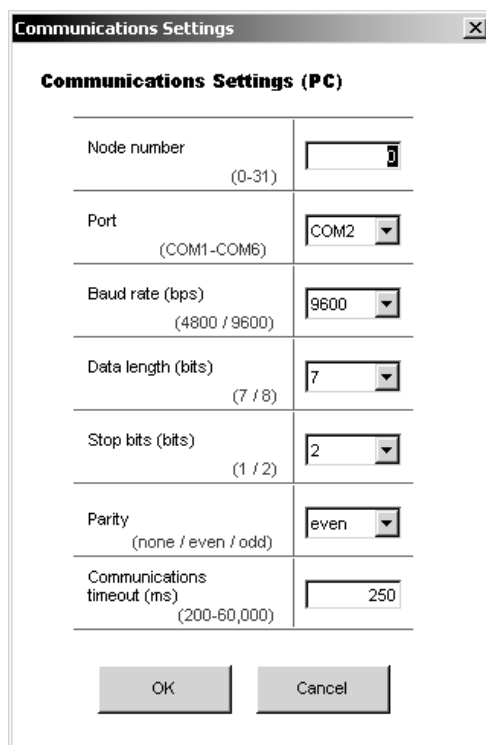 Communications Settings
Communications Settings (PC)
Node number
(0-31)
0
Port
(COM1-COM6)
COM2
Baud rate (bps)
(4800 / 9600)
9600
Data length (bits)
(7 / 8)
7
Stop bits (bits)
(1 / 2)
2
Parity
(none / even / odd)
even
Communications
timeout (ms)
(200-60,000)
250
OK
Cancel